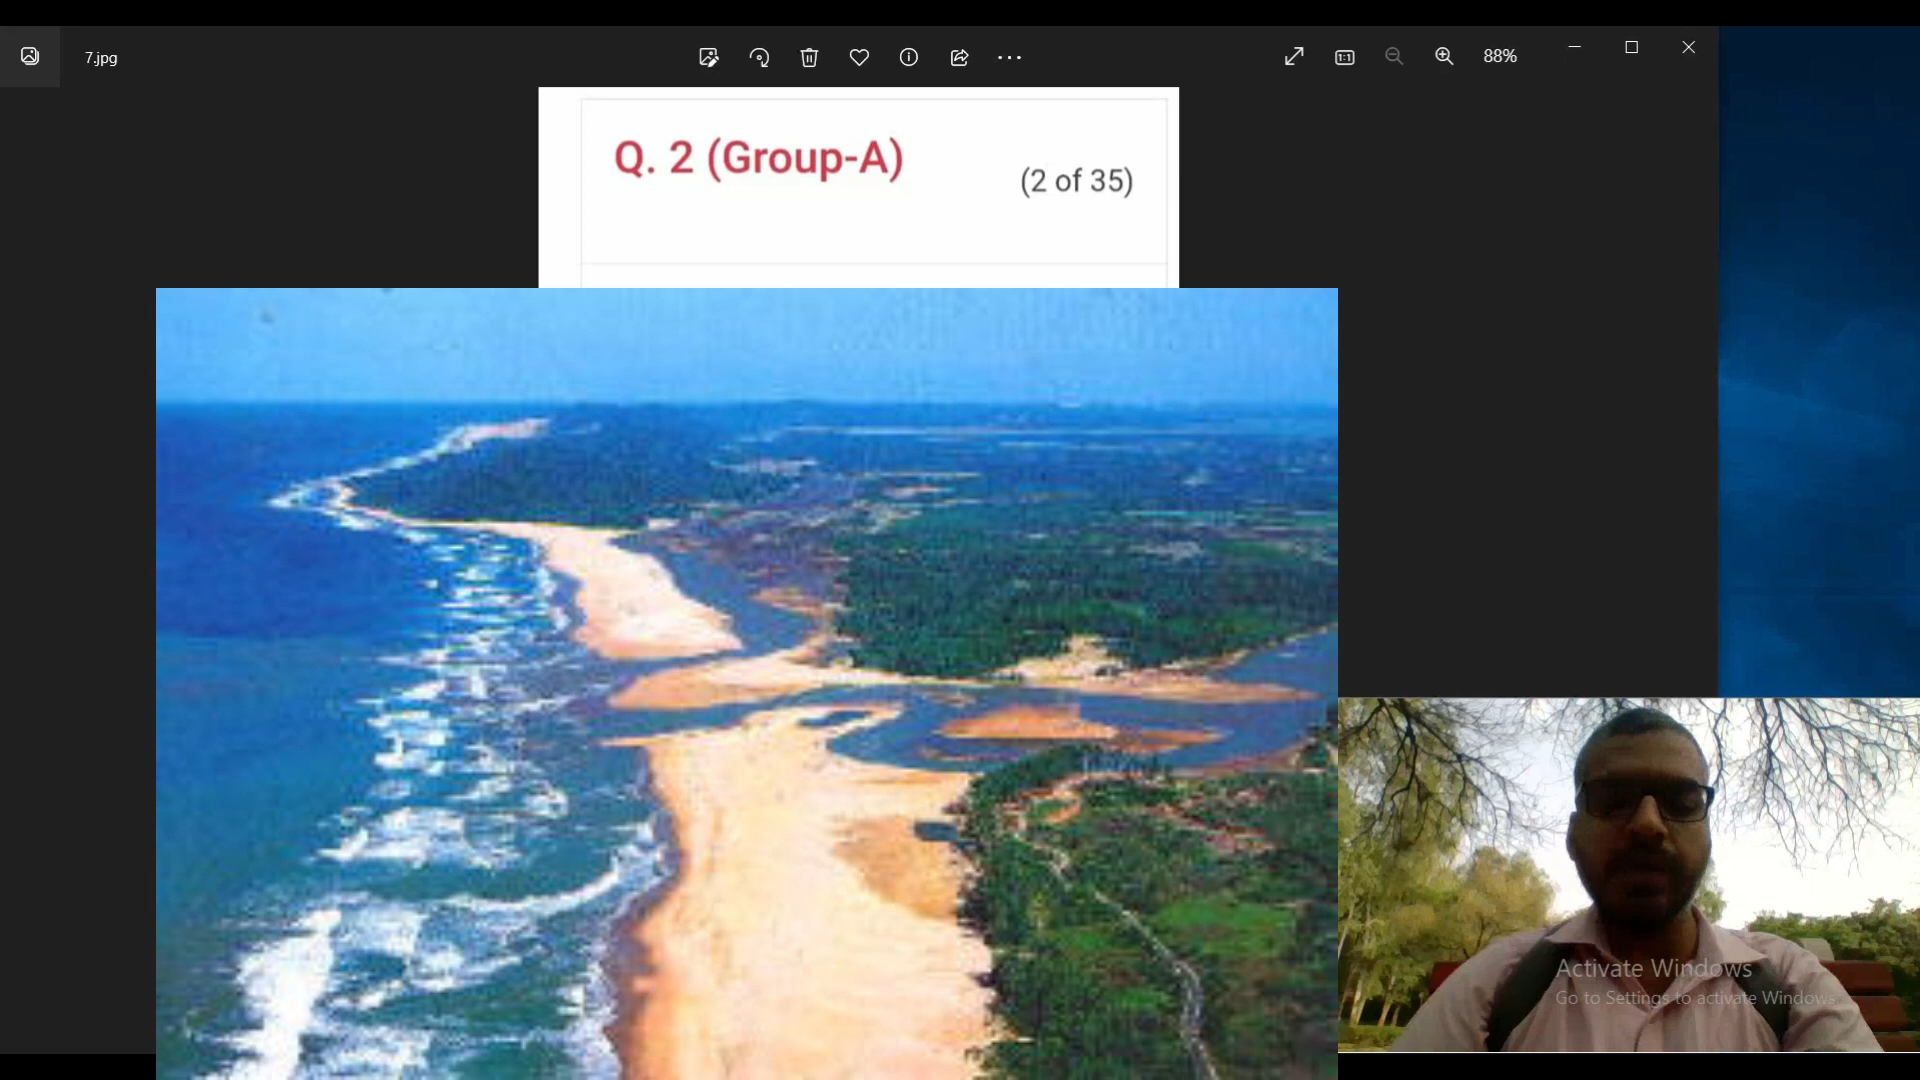 7.jpg
88%
Q. 2 (Group-A)
(2 of 35)
Activate Windows
Go to Settings to activate Windows.